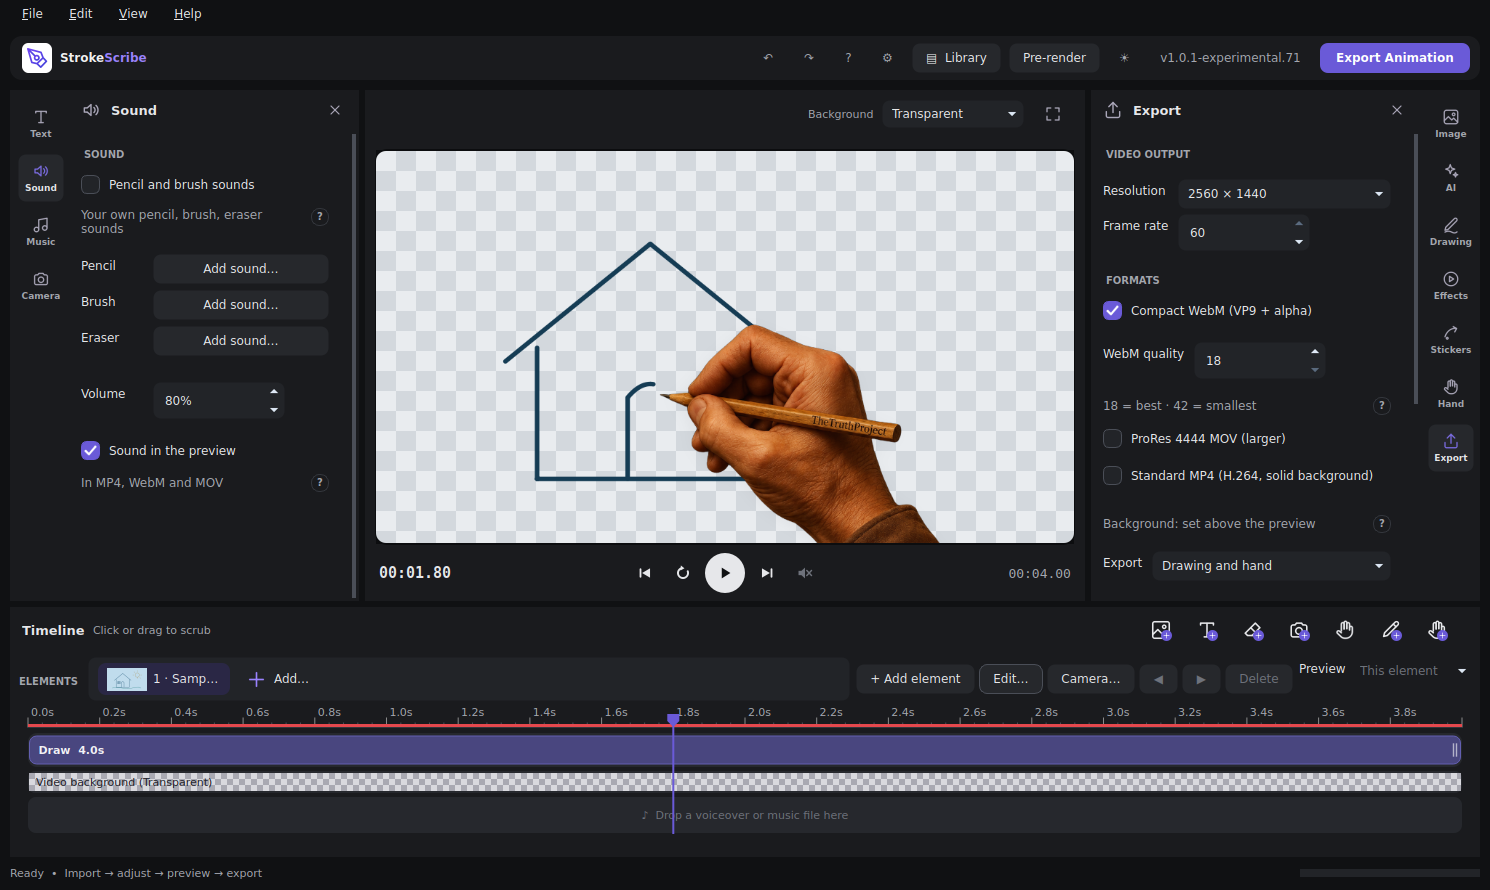 File Edit View Help
StrokeScribe
↶ ↷ ? ⚙ Library Pre-render ☀ v1.0.1-experimental.71 Export Animation
Text
Sound
Music
Camera
Sound
SOUND
Pencil and brush sounds
Your own pencil, brush, eraser
sounds
?
Pencil Add sound...
Brush Add sound...
Eraser Add sound...
Volume 80%
Sound in the preview
In MP4, WebM and MOV ?
Background Transparent
TheTruthProject
00:01.80
00:04.00
Export
VIDEO OUTPUT
Resolution 2560 × 1440
Frame rate 60
FORMATS
Compact WebM (VP9 + alpha)
WebM quality 18
18 = best · 42 = smallest ?
ProRes 4444 MOV (larger)
Standard MP4 (H.264, solid background)
Background: set above the preview ?
Export Drawing and hand
Image
AI
Drawing
Effects
Stickers
Hand
Export
Timeline Click or drag to scrub
ELEMENTS 1 · Samp... Add... + Add element Edit... Camera... ◀ ▶ Delete Preview This element
0.0s 0.2s 0.4s 0.6s 0.8s 1.0s 1.2s 1.4s 1.6s 1.8s 2.0s 2.2s 2.4s 2.6s 2.8s 3.0s 3.2s 3.4s 3.6s 3.8s
Draw 4.0s
Video background (Transparent)
♪ Drop a voiceover or music file here
Ready • Import → adjust → preview → export